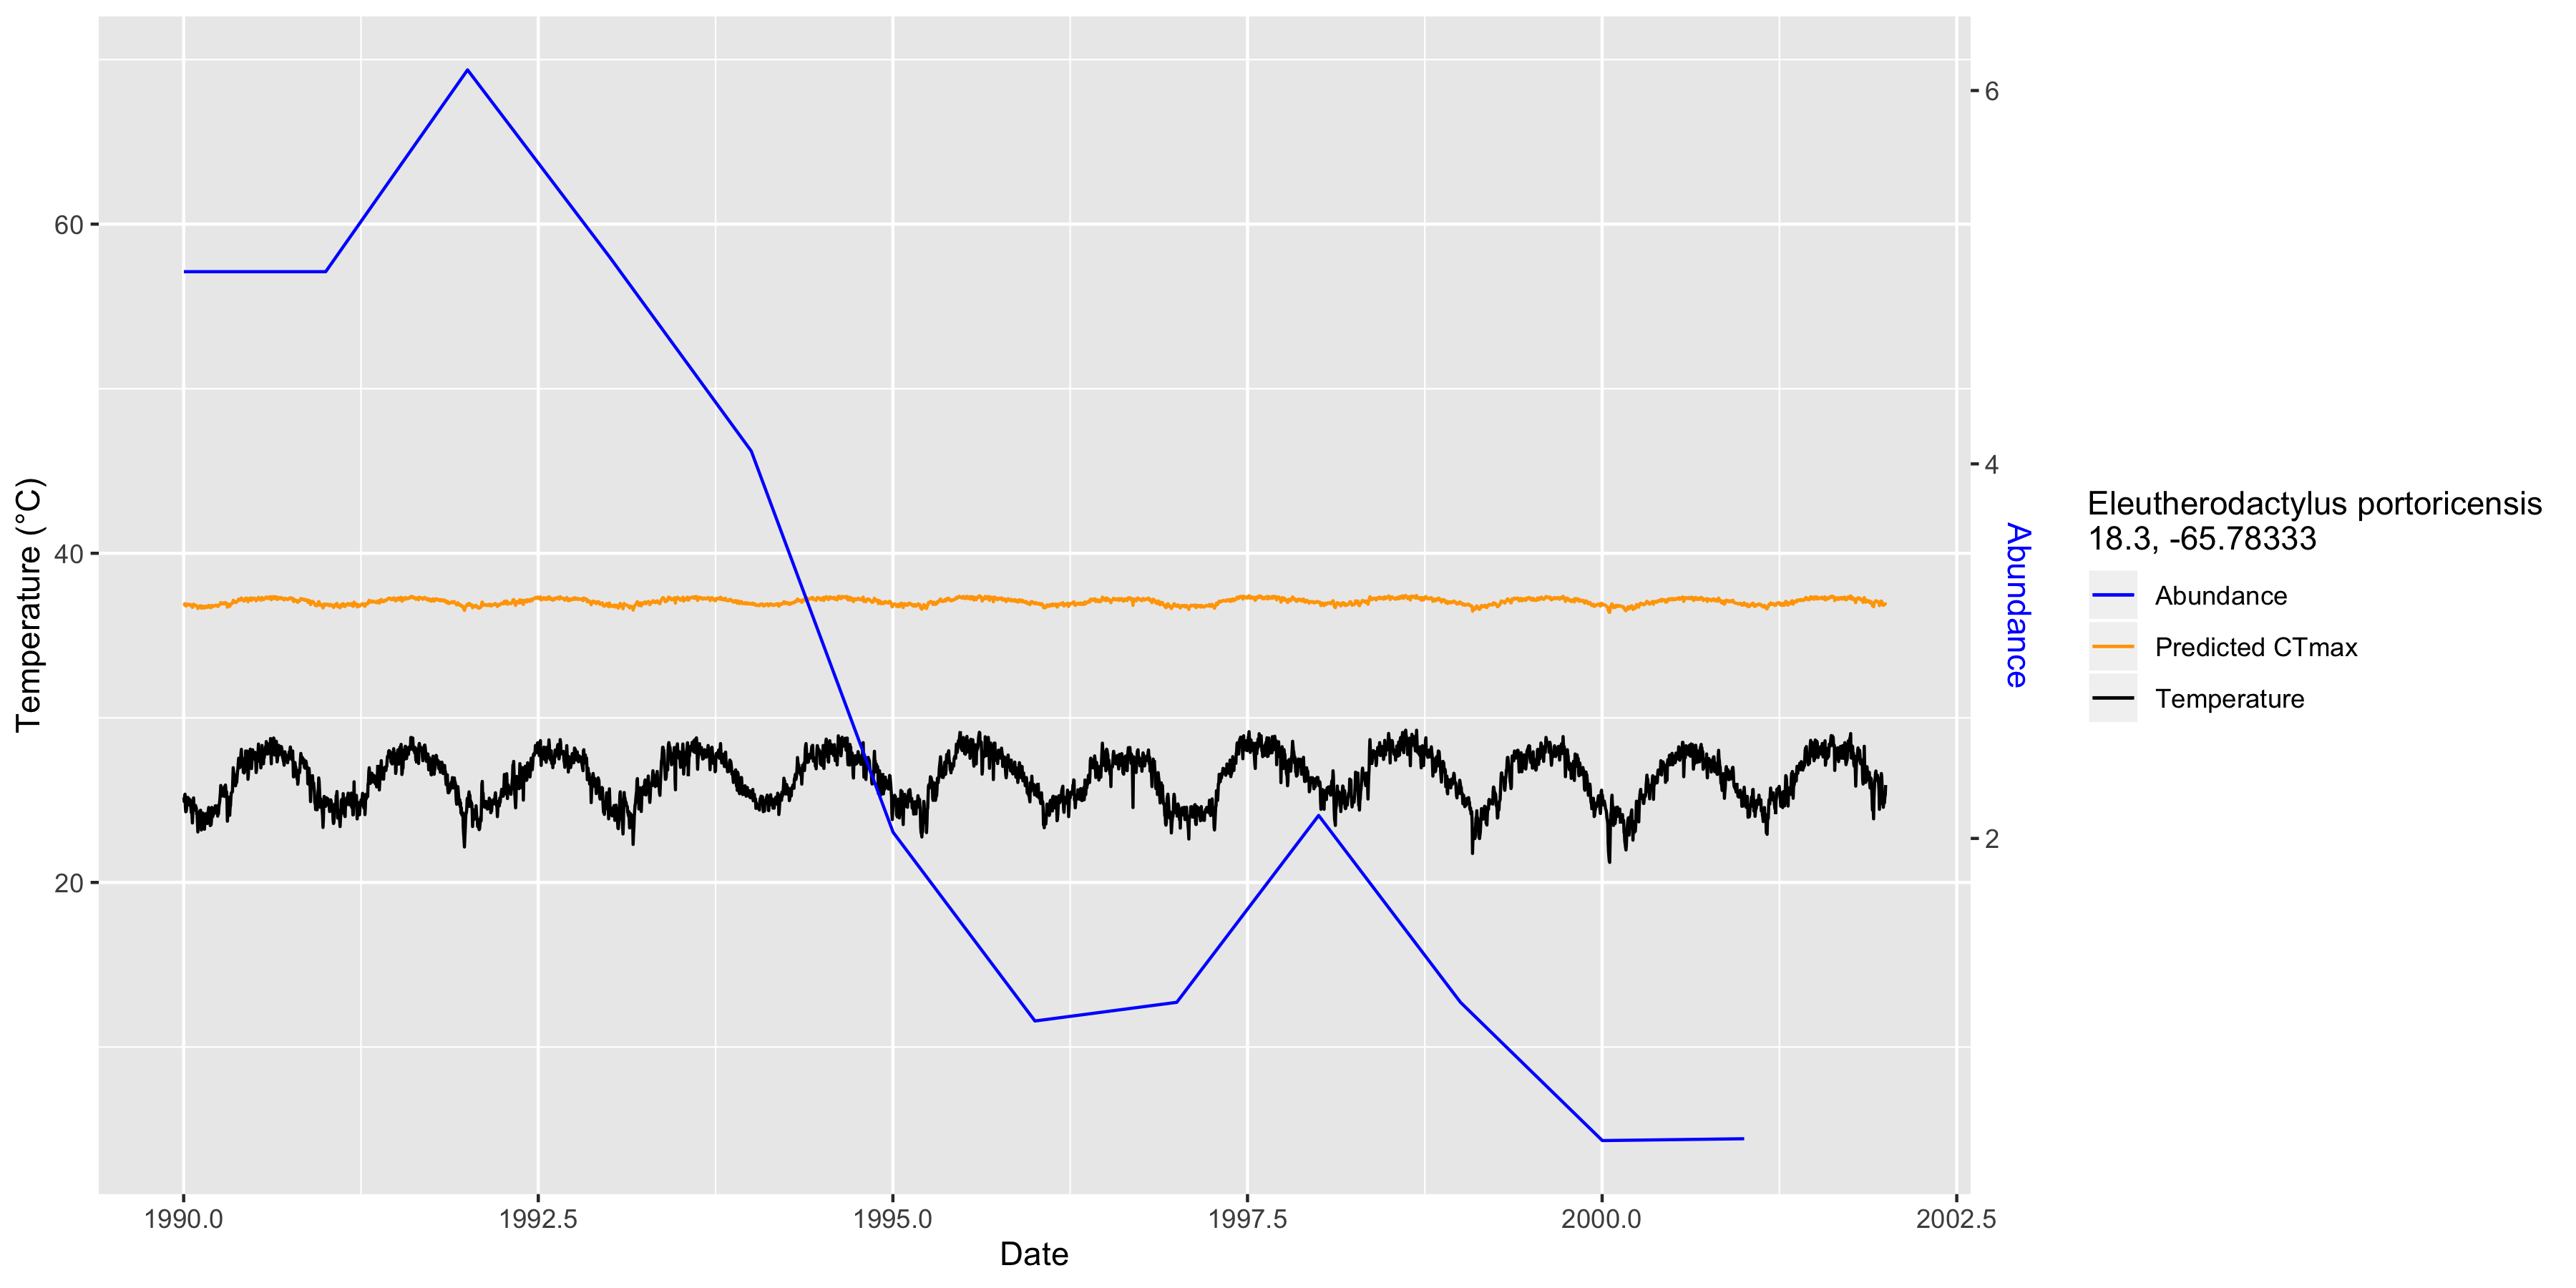 60
40
20
Temperature (°C)
1990.0
1992.5
1995.0
1997.5
2000.0
2002.5
Date
6
4
2
Abundance
Eleutherodactylus portoricensis
18.3, -65.78333
Abundance
Predicted CTmax
Temperature